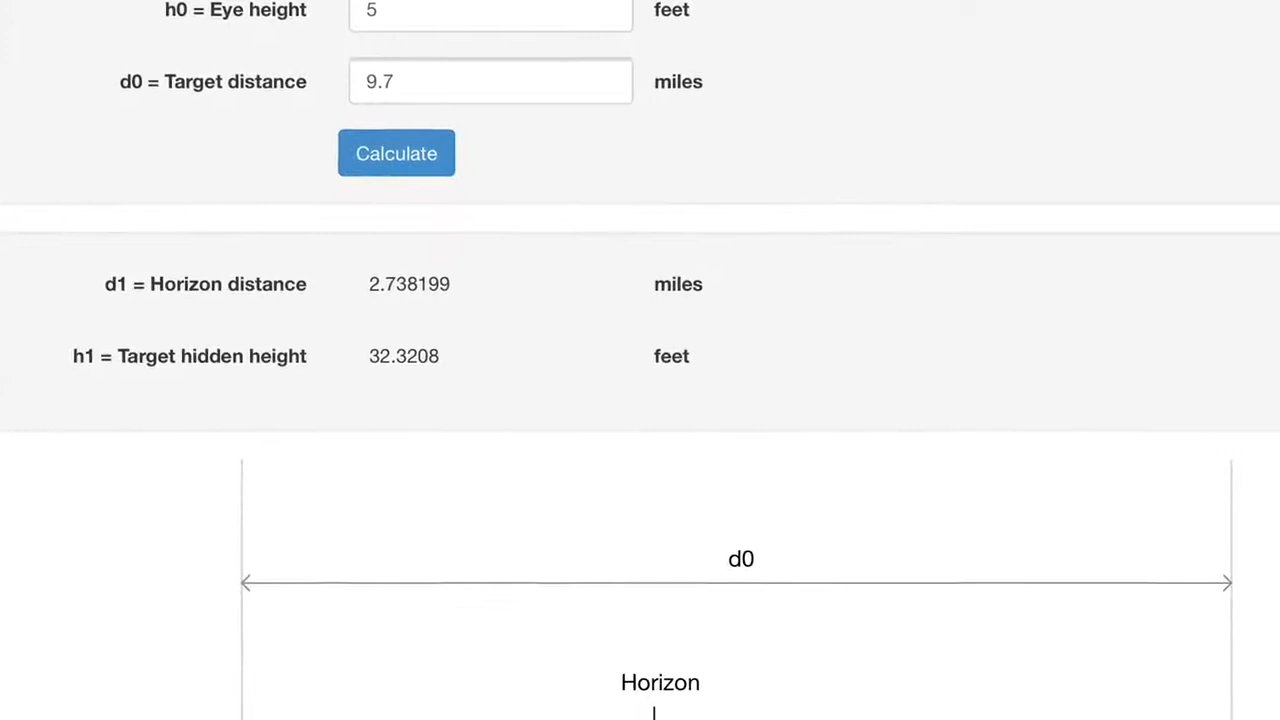 h0 = Eye height 5 feet
d0 = Target distance 9.7 miles
Calculate
d1 = Horizon distance 2.738199 miles
h1 = Target hidden height 32.3208 feet
d0
Horizon